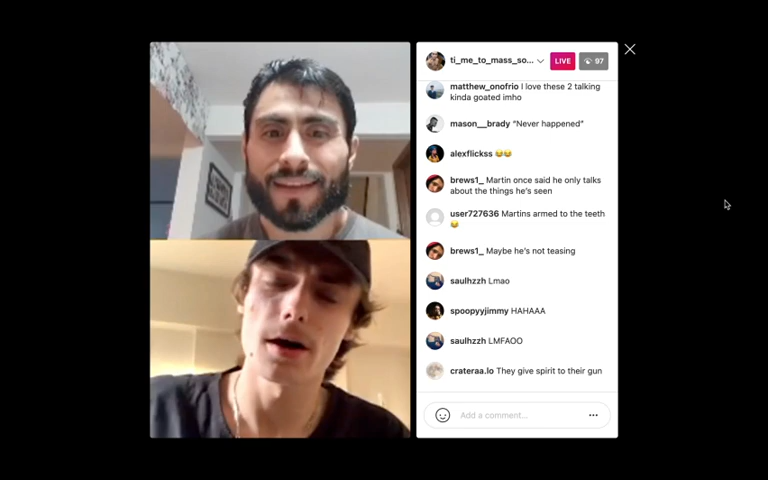 ti_me_to_mass_so...
LIVE
97
matthew_onofrio I love these 2 talking
kinda goated imho
mason__brady “Never happened”
alexflickss 😂😂
brews1_ Martin once said he only talks
about the things he's seen
user727636 Martins armed to the teeth
😂
brews1_ Maybe he's not teasing
saulhzzh Lmao
spoopyyjimmy HAHAAA
saulhzzh LMFAOO
crateraa.lo They give spirit to their gun
Add a comment...